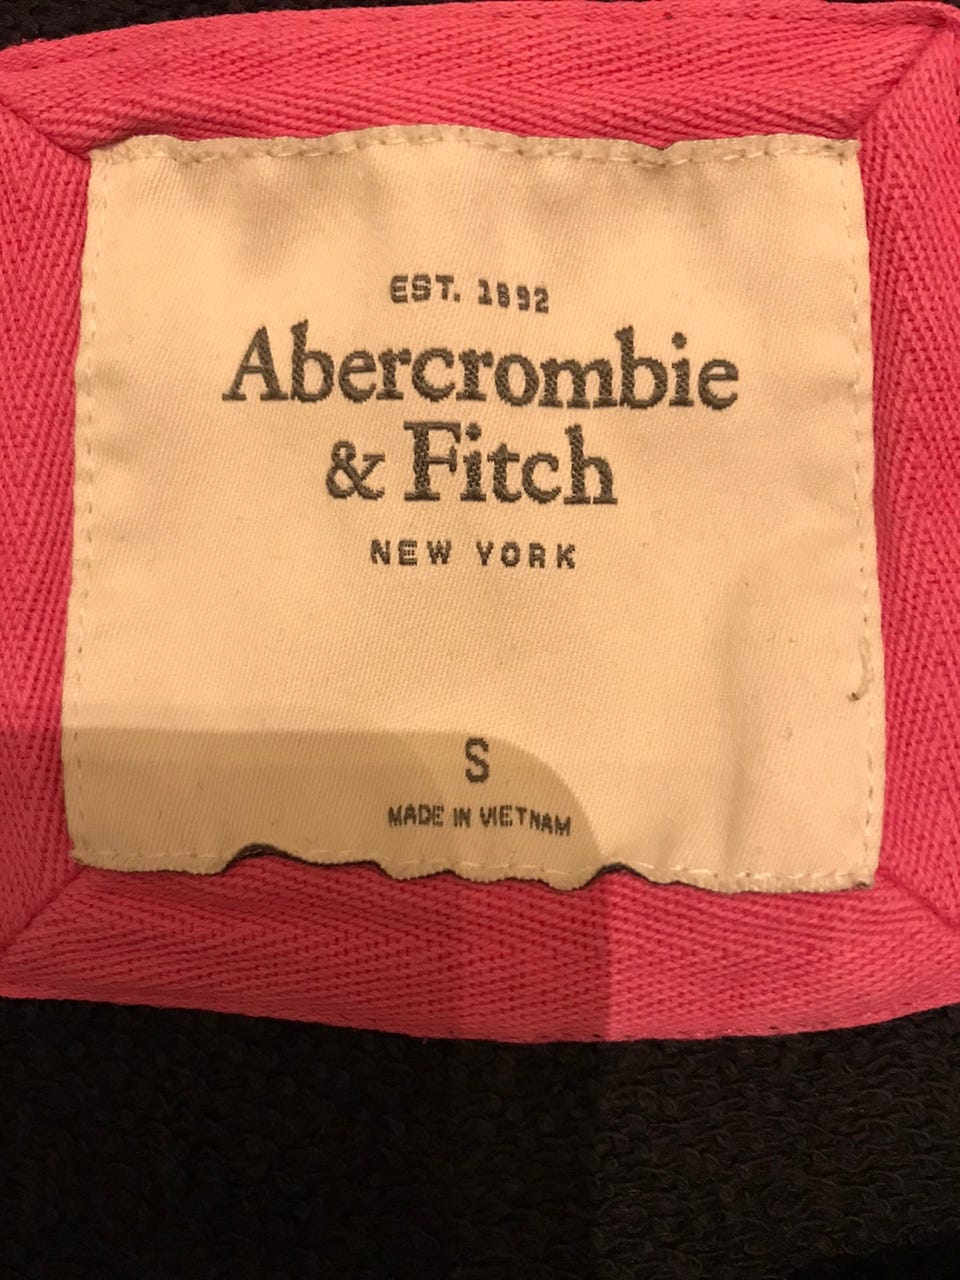 EST. 1892
Abercrombie
& Fitch
NEW YORK
S
MADE IN VIETNAM